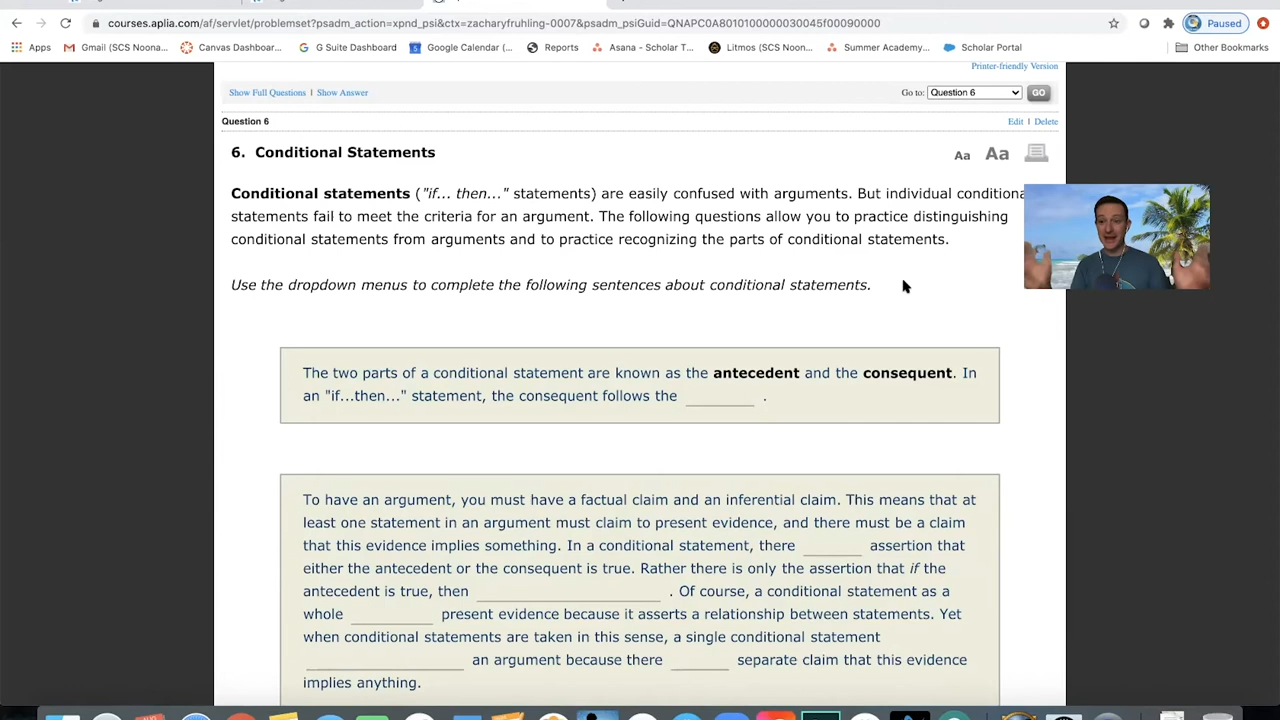 courses.aplia.com/af/servlet/problemset?psadm_action=xpnd_psi&ctx=zacharyfruhling-0007&psadm_psiGuid=QNAPC0A8010100000030045f00090000
Paused
Apps Gmail (SCS Noona... Canvas Dashboar... G Suite Dashboard Google Calendar (... Reports Asana - Scholar T... Litmos (SCS Noon... Summer Academy... Scholar Portal Other Bookmarks
Printer-friendly Version
Show Full Questions | Show Answer Go to: Question 6 GO
Question 6 Edit | Delete
6. Conditional Statements Aa Aa
Conditional statements ("if... then..." statements) are easily confused with arguments. But individual conditiona
statements fail to meet the criteria for an argument. The following questions allow you to practice distinguishing
conditional statements from arguments and to practice recognizing the parts of conditional statements.
Use the dropdown menus to complete the following sentences about conditional statements.
The two parts of a conditional statement are known as the antecedent and the consequent. In
an "if...then..." statement, the consequent follows the ________ .
To have an argument, you must have a factual claim and an inferential claim. This means that at
least one statement in an argument must claim to present evidence, and there must be a claim
that this evidence implies something. In a conditional statement, there _______ assertion that
either the antecedent or the consequent is true. Rather there is only the assertion that if the
antecedent is true, then ______________________ . Of course, a conditional statement as a
whole __________ present evidence because it asserts a relationship between statements. Yet
when conditional statements are taken in this sense, a single conditional statement
___________________ an argument because there _______ separate claim that this evidence
implies anything.